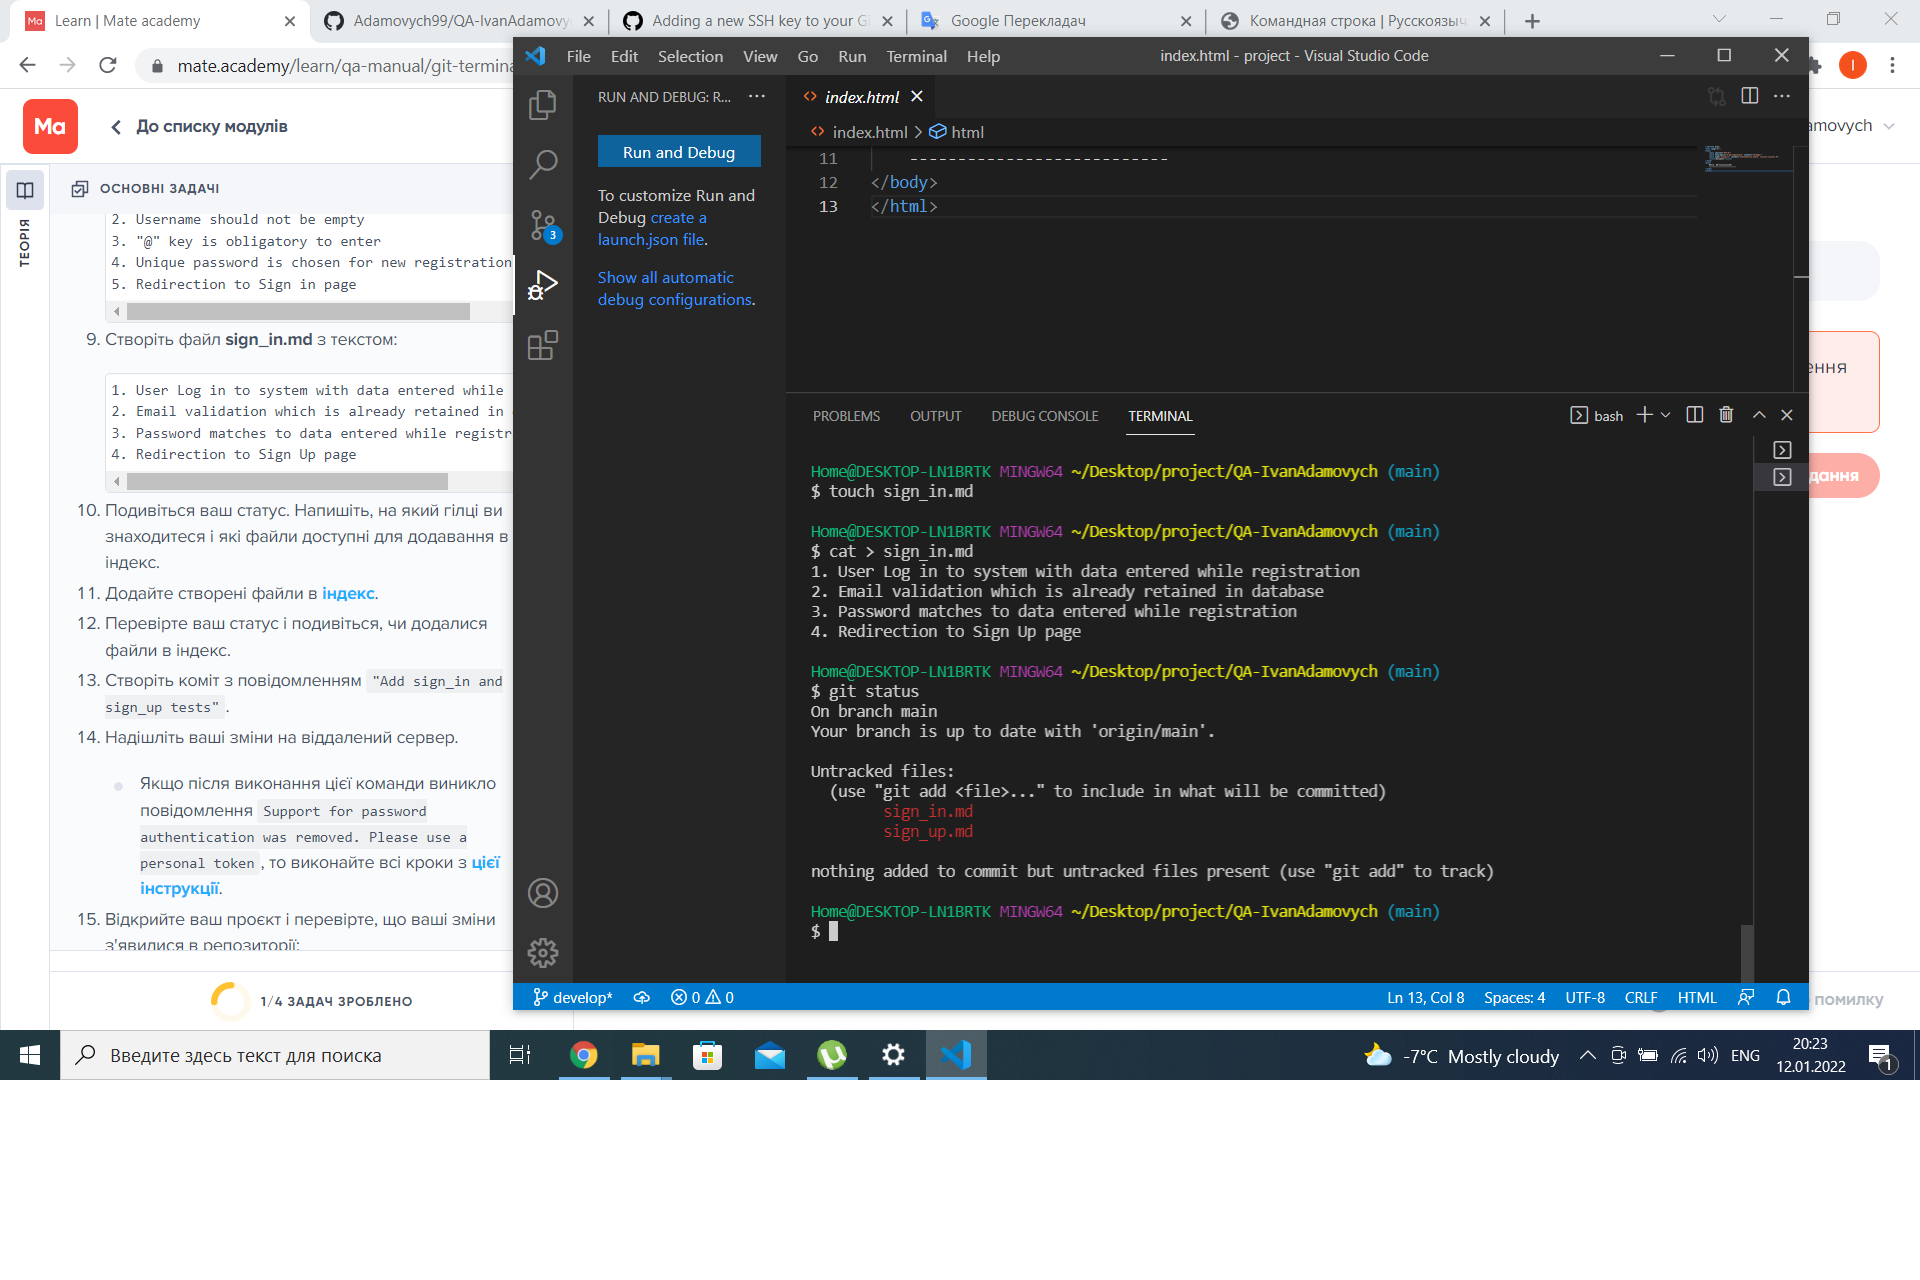 Learn | Mate academy
Adamovych99/QA-IvanAdamovy
Adding a new SSH key to your G
Google Перекладач
Командная строка | Русскоязыч
mate.academy/learn/qa-manual/git-termina
I
Ma
До списку модулів
amovych
ТЕОРІЯ
ОСНОВНІ ЗАДАЧІ
2. Username should not be empty
3. "@" key is obligatory to enter
4. Unique password is chosen for new registration
5. Redirection to Sign in page
9. Створіть файл sign_in.md з текстом:
1. User Log in to system with data entered while
2. Email validation which is already retained in
3. Password matches to data entered while registr
4. Redirection to Sign Up page
10. Подивіться ваш статус. Напишіть, на який гілці ви
знаходитеся і які файли доступні для додавання в
індекс.
11. Додайте створені файли в індекс.
12. Перевірте ваш статус і подивіться, чи додалися
файли в індекс.
13. Створіть коміт з повідомленням "Add sign_in and
sign_up tests".
14. Надішліть ваші зміни на віддалений сервер.
Якщо після виконання цієї команди виникло
повідомлення Support for password
authentication was removed. Please use a
personal token, то виконайте всі кроки з цієї
інструкції.
15. Відкрийте ваш проєкт і перевірте, що ваші зміни
з'явилися в репозиторії:
1/4 ЗАДАЧ ЗРОБЛЕНО
ення
дання
помилку
File Edit Selection View Go Run Terminal Help
index.html - project - Visual Studio Code
RUN AND DEBUG: R... ···
Run and Debug
To customize Run and
Debug create a
launch.json file.
Show all automatic
debug configurations.
3
index.html
index.html > html
11 ---------------------------
12 </body>
13 </html>
PROBLEMS OUTPUT DEBUG CONSOLE TERMINAL
bash
Home@DESKTOP-LN1BRTK MINGW64 ~/Desktop/project/QA-IvanAdamovych (main)
$ touch sign_in.md
Home@DESKTOP-LN1BRTK MINGW64 ~/Desktop/project/QA-IvanAdamovych (main)
$ cat > sign_in.md
1. User Log in to system with data entered while registration
2. Email validation which is already retained in database
3. Password matches to data entered while registration
4. Redirection to Sign Up page
Home@DESKTOP-LN1BRTK MINGW64 ~/Desktop/project/QA-IvanAdamovych (main)
$ git status
On branch main
Your branch is up to date with 'origin/main'.
Untracked files:
(use "git add <file>..." to include in what will be committed)
sign_in.md
sign_up.md
nothing added to commit but untracked files present (use "git add" to track)
Home@DESKTOP-LN1BRTK MINGW64 ~/Desktop/project/QA-IvanAdamovych (main)
$
develop* 0 0
Ln 13, Col 8 Spaces: 4 UTF-8 CRLF HTML
Введите здесь текст для поиска
-7°C Mostly cloudy
ENG
20:23
12.01.2022
1